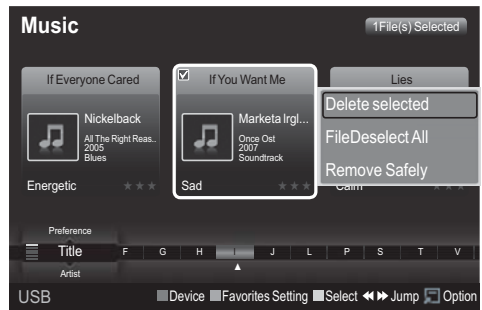 Music
1File(s) Selected
If Everyone Cared
If You Want Me
Lies
Nickelback
All The Right Reas..
2005
Blues
Energetic
Marketa Irgl...
Once Ost
2007
Soundtrack
Sad
Delete selected
FileDeselect All
Remove Safely
Calm
Preference
Title
Artist
F G H I J L P S T V
USB
Device Favorites Setting Select Jump Option